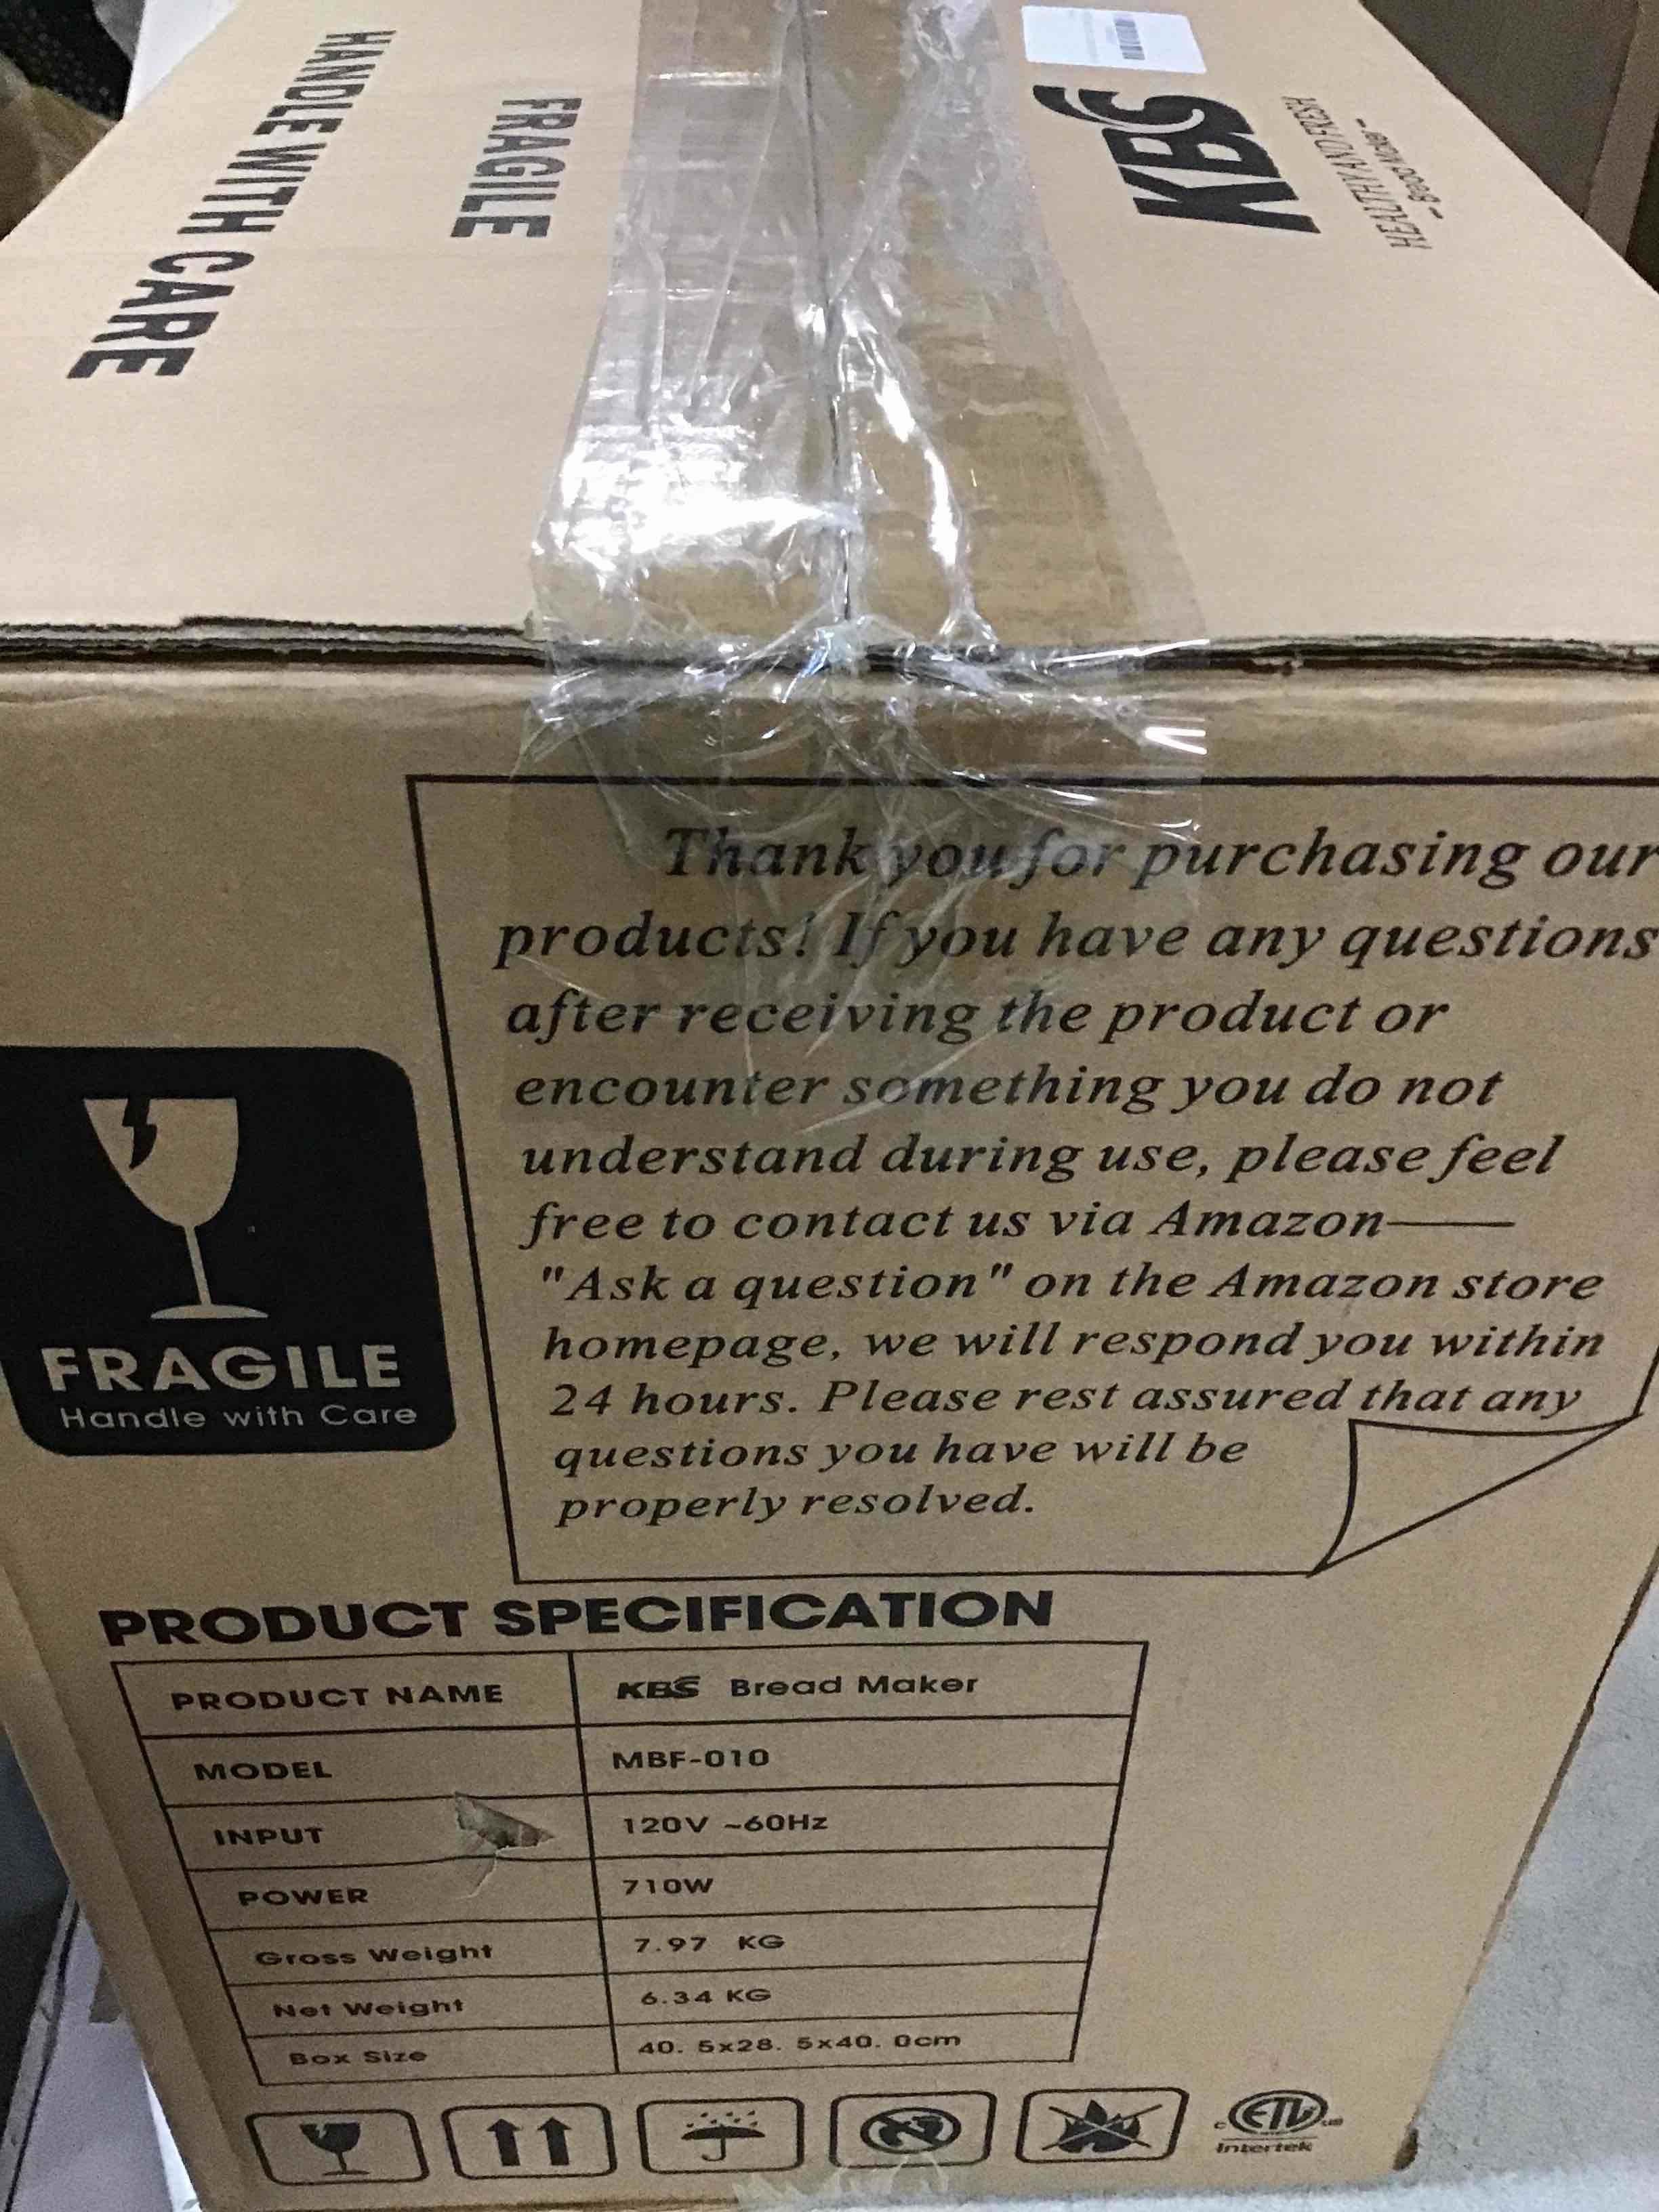 HANDLE WITH CARE
FRAGILE
KBS
HEALTHY AND FRESH
- Bread Maker -
Thank you for purchasing our
products! If you have any questions
after receiving the product or
encounter something you do not
understand during use, please feel
free to contact us via Amazon——
"Ask a question" on the Amazon store
homepage, we will respond you within
24 hours. Please rest assured that any
questions you have will be
properly resolved.
FRAGILE
Handle with Care
PRODUCT SPECIFICATION
PRODUCT NAME KBS Bread Maker
MODEL MBF-010
INPUT 120V ~60Hz
POWER 710W
Gross Weight 7.97 KG
Net Weight 6.34 KG
Box Size 40. 5x28. 5x40. 0cm
c ETL us
Intertek